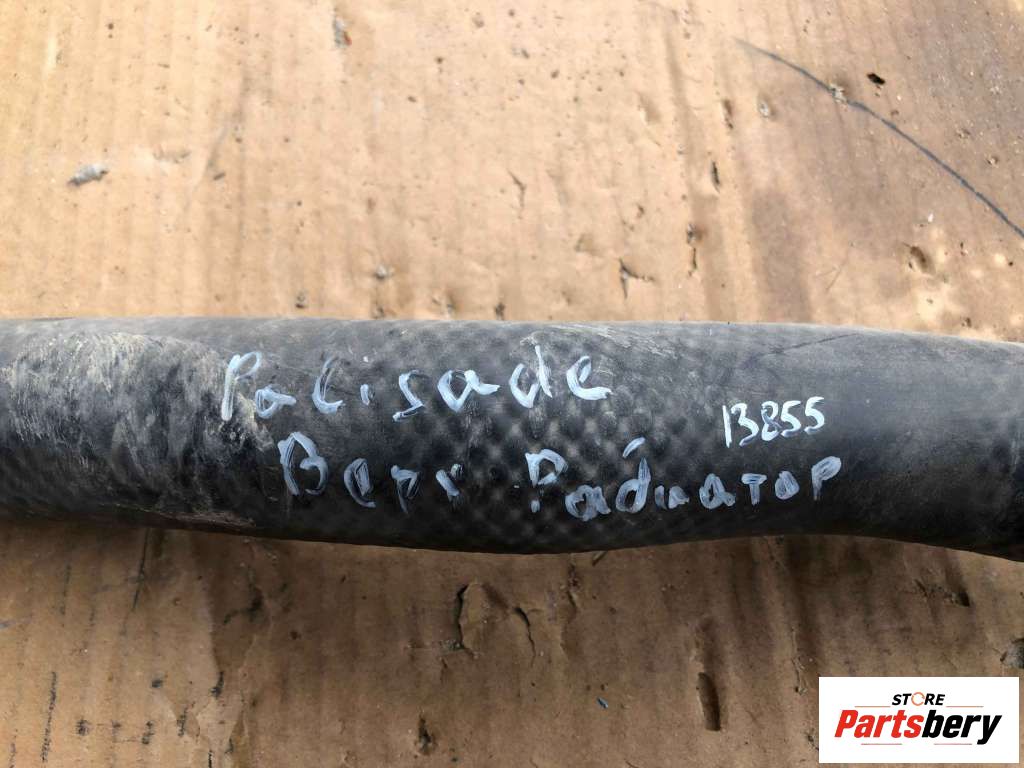 Palisade
13855
Верх Радиатор
STORE
Partsbery